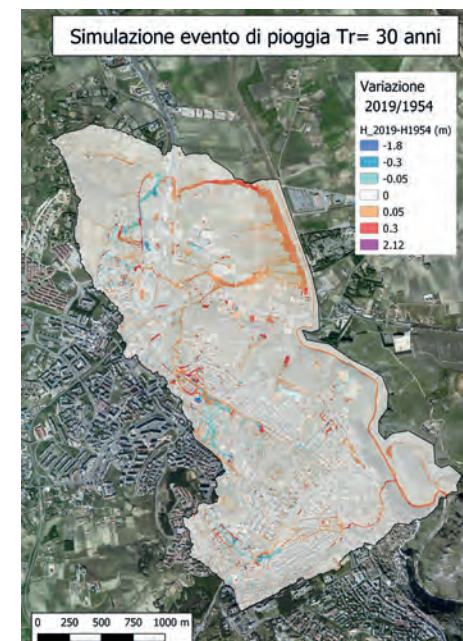 Simulazione evento di pioggia Tr= 30 anni
Variazione
2019/1954
H_2019-H1954 (m)
-1.8
-0.3
-0.05
0
0.05
0.3
2.12
0 250 500 750 1000 m